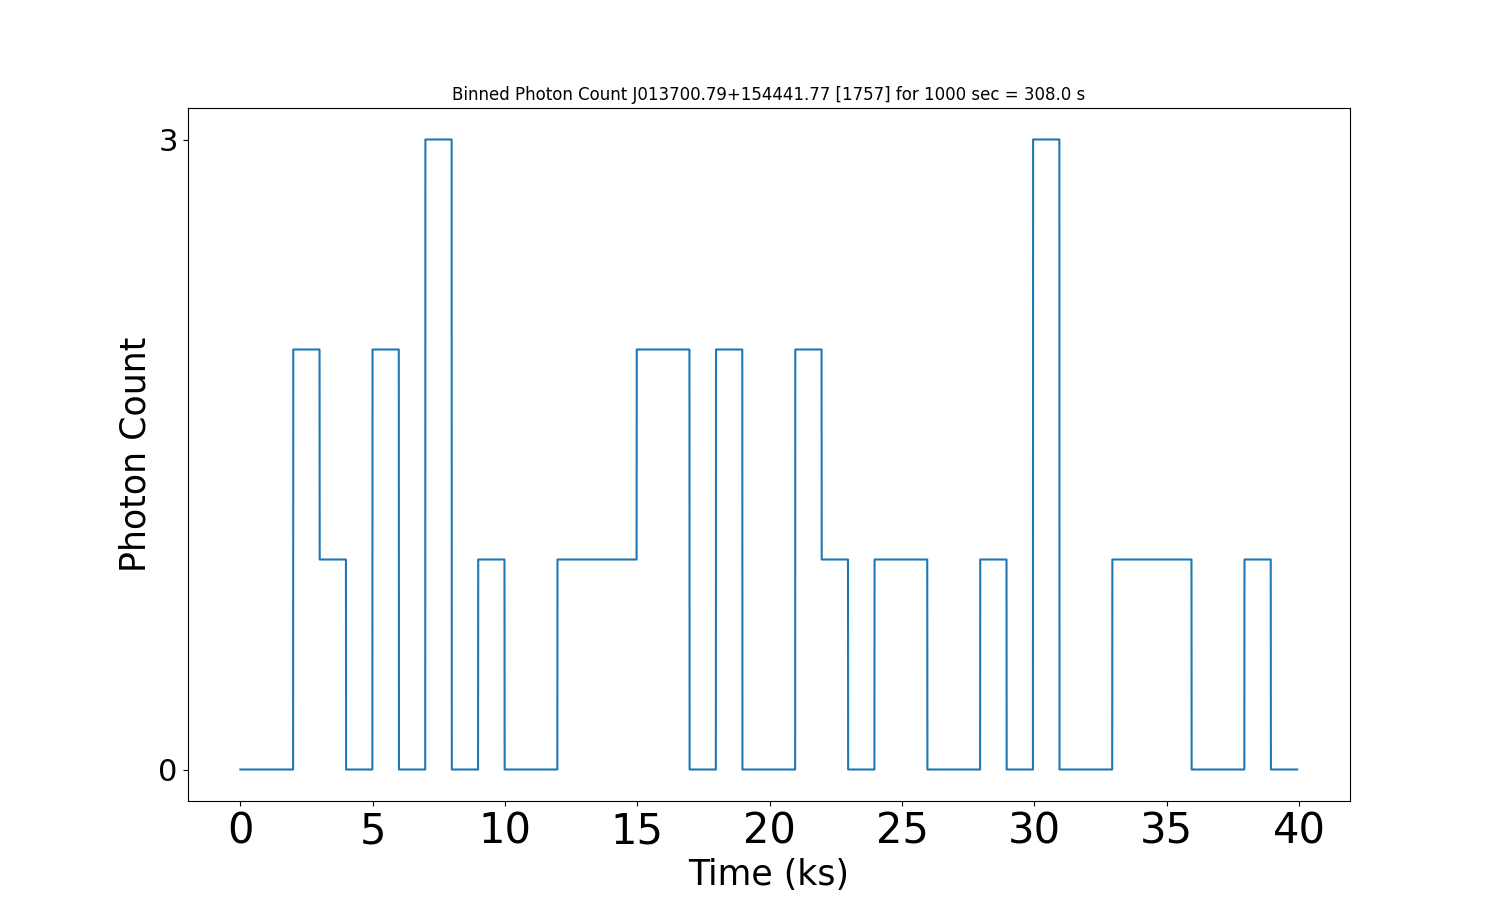 Binned Photon Count J013700.79+154441.77 [1757] for 1000 sec = 308.0 s
3
Photon Count
0
0 5 10 15 20 25 30 35 40
Time (ks)